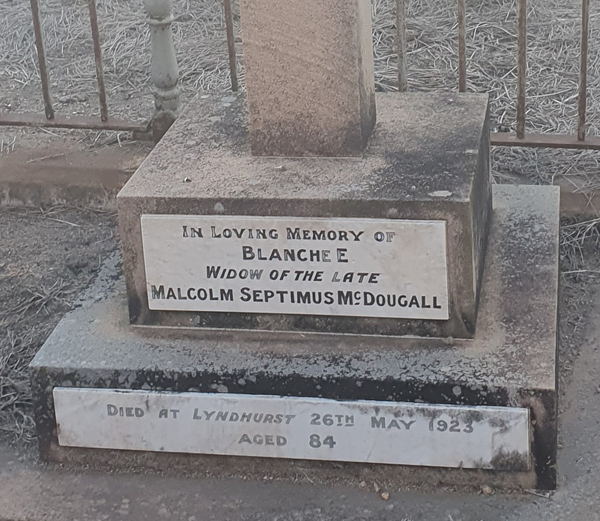 IN LOVING MEMORY OF
BLANCHE E
WIDOW OF THE LATE
MALCOLM SEPTIMUS McDOUGALL
DIED AT LYNDHURST 26TH MAY 1923
AGED 84